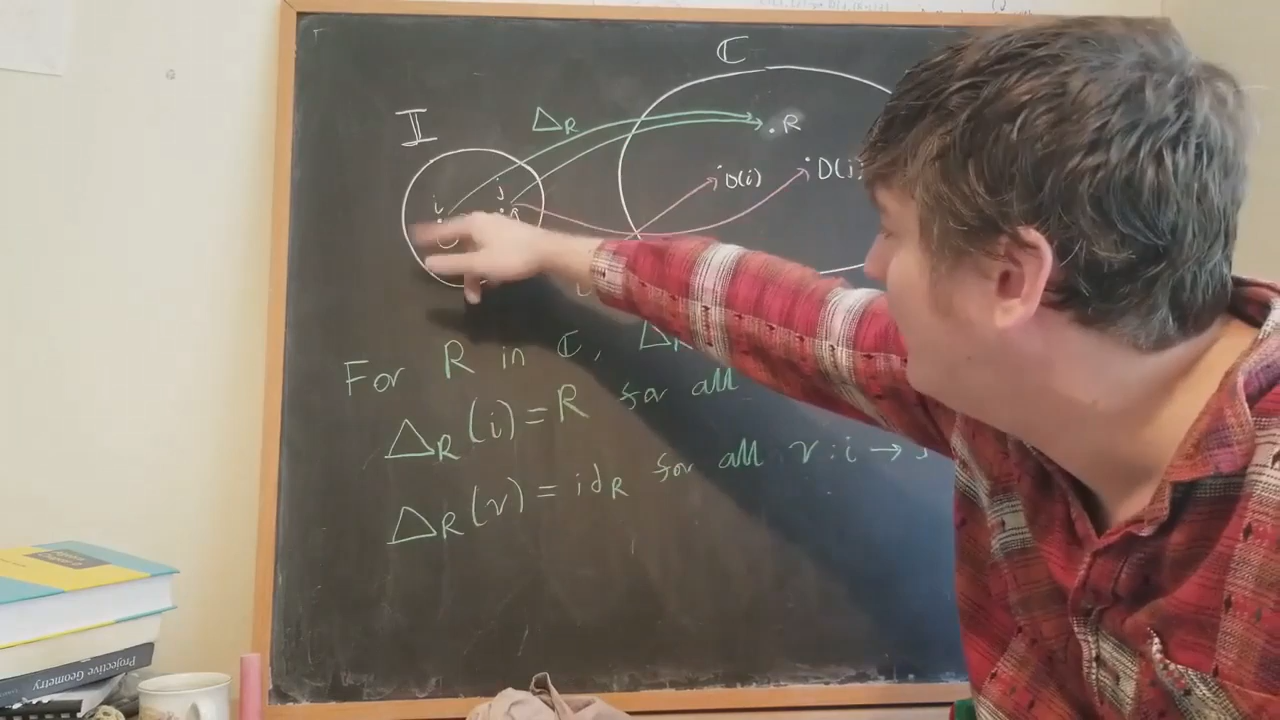 ℂ
𝕀
Δ_R
. R
i
j
D(i)
D(j
For R in ℂ, Δ_R
Δ_R(i) = R for all
Δ_R(v) = id_R for all v : i → j
Projective Geometry